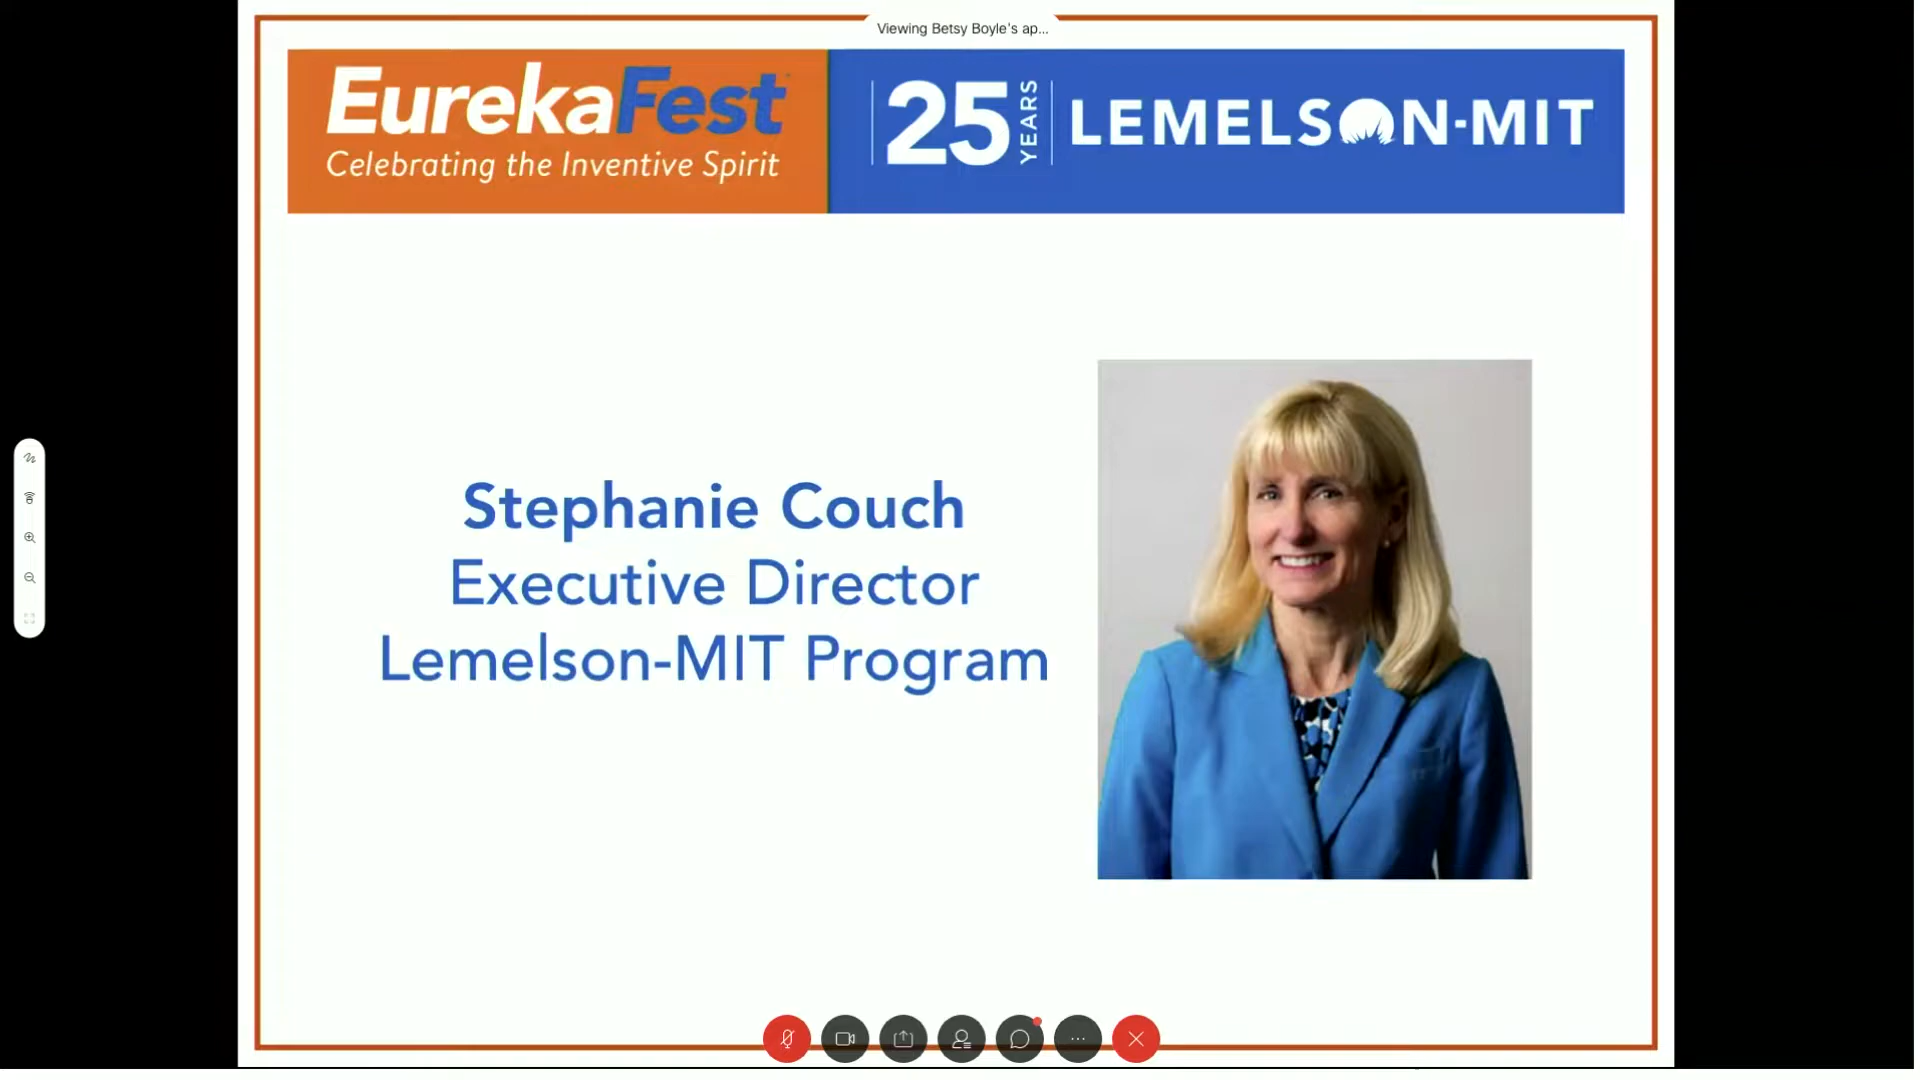 Viewing Betsy Boyle's ap...
EurekaFest
Celebrating the Inventive Spirit
25 YEARS
LEMELSON-MIT
Stephanie Couch
Executive Director
Lemelson-MIT Program